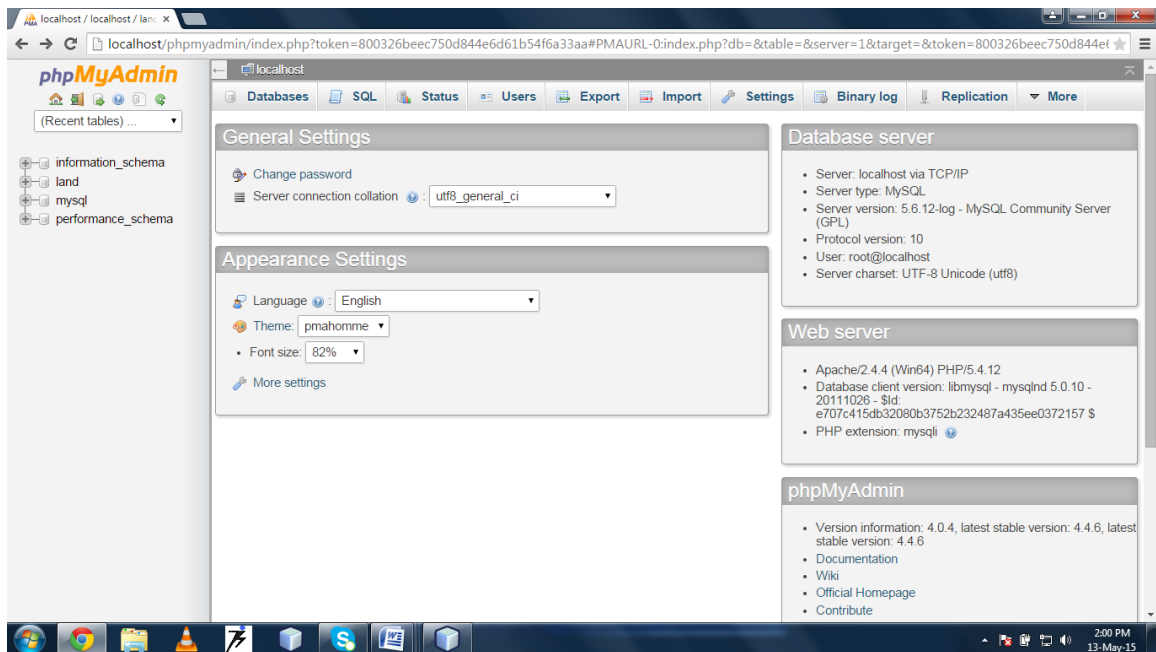 localhost / localhost / land
localhost/phpmyadmin/index.php?token=800326beec750d844e6d61b54f6a33aa#PMAURL-0:index.php?db=&table=&server=1&target=&token=800326beec750d844e6
phpMyAdmin
(Recent tables) ...
information_schema
land
mysql
performance_schema
localhost
Databases SQL Status Users Export Import Settings Binary log Replication More
General Settings
Change password
Server connection collation : utf8_general_ci
Appearance Settings
Language : English
Theme: pmahomme
Font size: 82%
More settings
Database server
Server: localhost via TCP/IP
Server type: MySQL
Server version: 5.6.12-log - MySQL Community Server
(GPL)
Protocol version: 10
User: root@localhost
Server charset: UTF-8 Unicode (utf8)
Web server
Apache/2.4.4 (Win64) PHP/5.4.12
Database client version: libmysql - mysqlnd 5.0.10 -
20111026 - $Id:
e707c415db32080b3752b232487a435ee0372157 $
PHP extension: mysqli
phpMyAdmin
Version information: 4.0.4, latest stable version: 4.4.6, latest
stable version: 4.4.6
Documentation
Wiki
Official Homepage
Contribute
2:00 PM
13-May-15